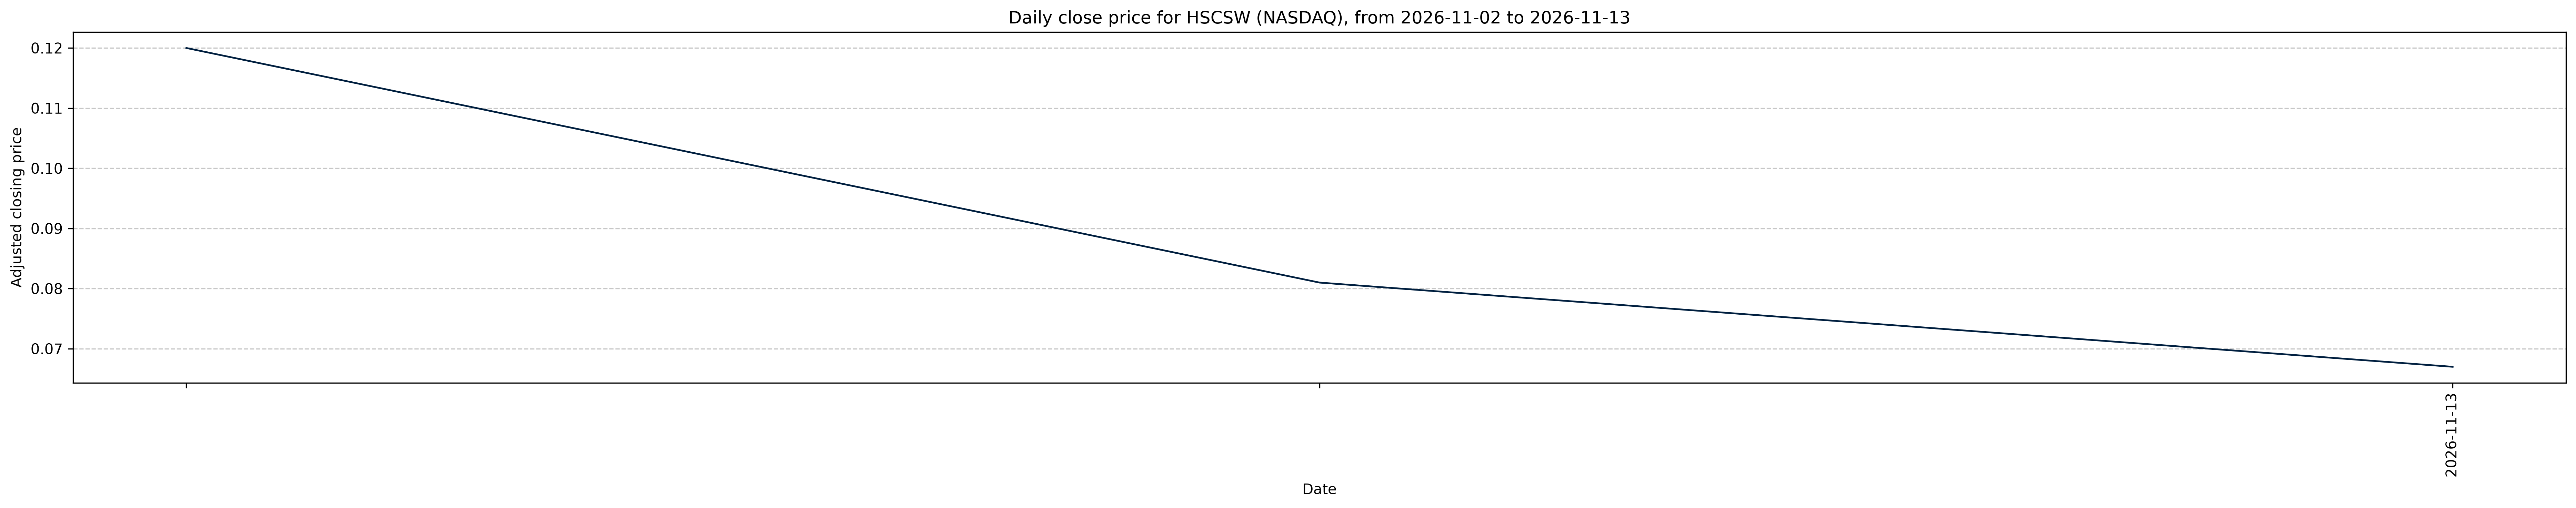 Daily close price for HSCSW (NASDAQ), from 2026-11-02 to 2026-11-13
Adjusted closing price
0.12
0.11
0.10
0.09
0.08
0.07
2026-11-13
Date